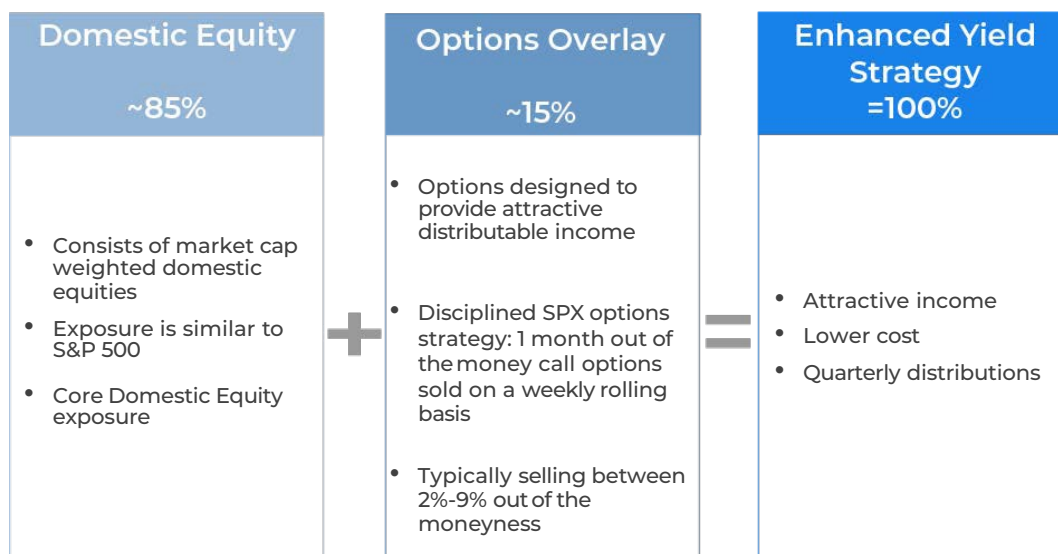 Domestic Equity
~85%
• Consists of market cap
weighted domestic
equities
• Exposure is similar to
S&P 500
• Core Domestic Equity
exposure
+
Options Overlay
~15%
• Options designed to
provide attractive
distributable income
• Disciplined SPX options
strategy: 1 month out of
the money call options
sold on a weekly rolling
basis
• Typically selling between
2%-9% out of the
moneyness
=
Enhanced Yield
Strategy
=100%
• Attractive income
• Lower cost
• Quarterly distributions